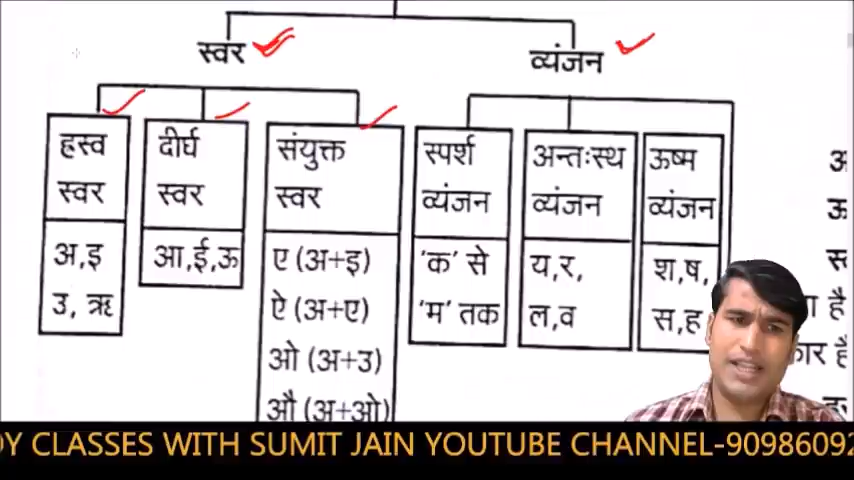 स्वर
व्यंजन
ह्रस्व
स्वर
अ,इ
उ, ऋ
दीर्घ
स्वर
आ,ई,ऊ
संयुक्त
स्वर
ए (अ+इ)
ऐ (अ+ए)
ओ (अ+उ)
औ (अ+ओ)
स्पर्श
व्यंजन
'क' से
'म' तक
अन्तःस्थ
व्यंजन
य,र,
ल,व
ऊष्म
व्यंजन
श,ष,
स,ह
है
है
CLASSES WITH SUMIT JAIN YOUTUBE CHANNEL-9098609